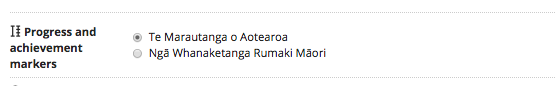 Progress and
achievement
markers
Te Marautanga o Aotearoa
Ngā Whanaketanga Rumaki Māori